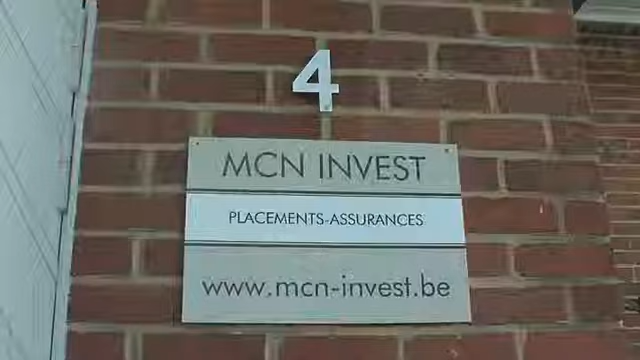 4
MCN INVEST
PLACEMENTS-ASSURANCES
www.mcn-invest.be